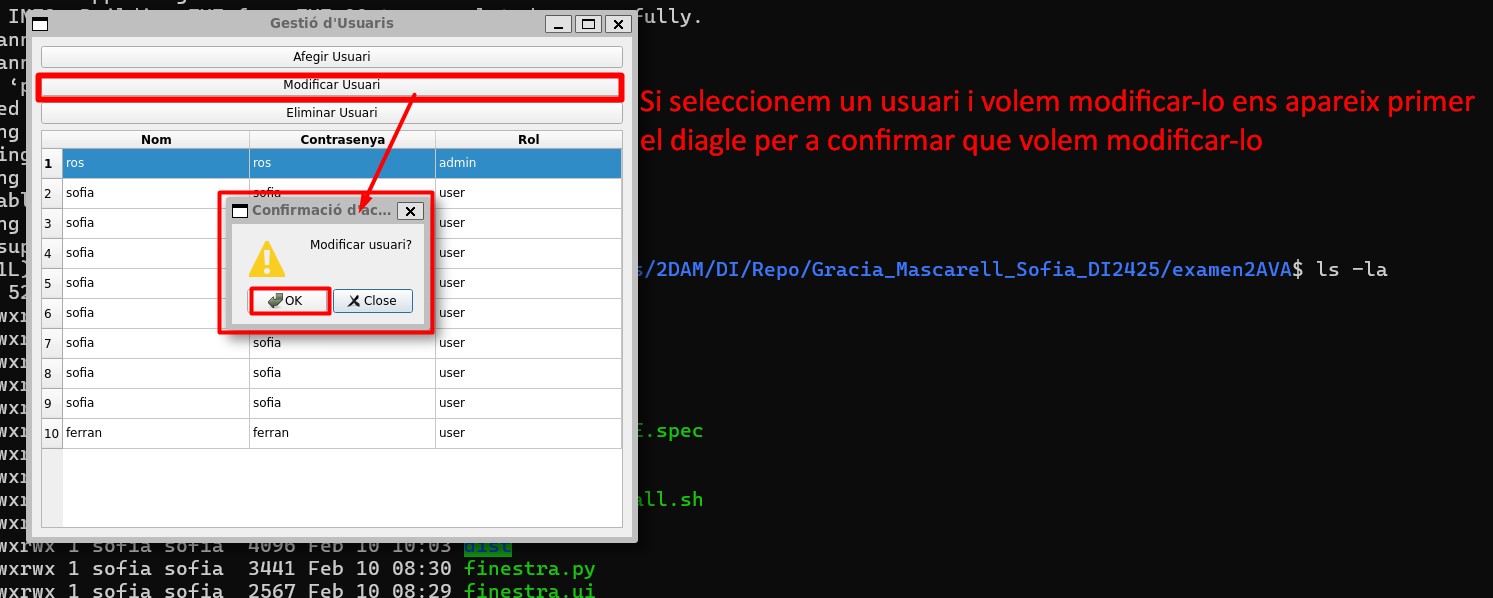 Gestió d'Usuaris
fully.
Afegir Usuari
Modificar Usuari
Eliminar Usuari
Si seleccionem un usuari i volem modificar-lo ens apareix primer
el diagle per a confirmar que volem modificar-lo
Nom Contrasenya Rol
1 ros ros admin
2 sofia sofia user
3 sofia user
4 sofia user
5 sofia user
6 sofia user
7 sofia sofia user
8 sofia sofia user
9 sofia sofia user
10 ferran ferran user
Confirmació d'ac...
Modificar usuari?
OK Close
s/2DAM/DI/Repo/Gracia_Mascarell_Sofia_DI2425/examen2AVA$ ls -la
E.spec
all.sh
wxrwx 1 sofia sofia 4096 Feb 10 10:03 dist
wxrwx 1 sofia sofia 3441 Feb 10 08:30 finestra.py
wxrwx 1 sofia sofia 2567 Feb 10 08:29 finestra.ui